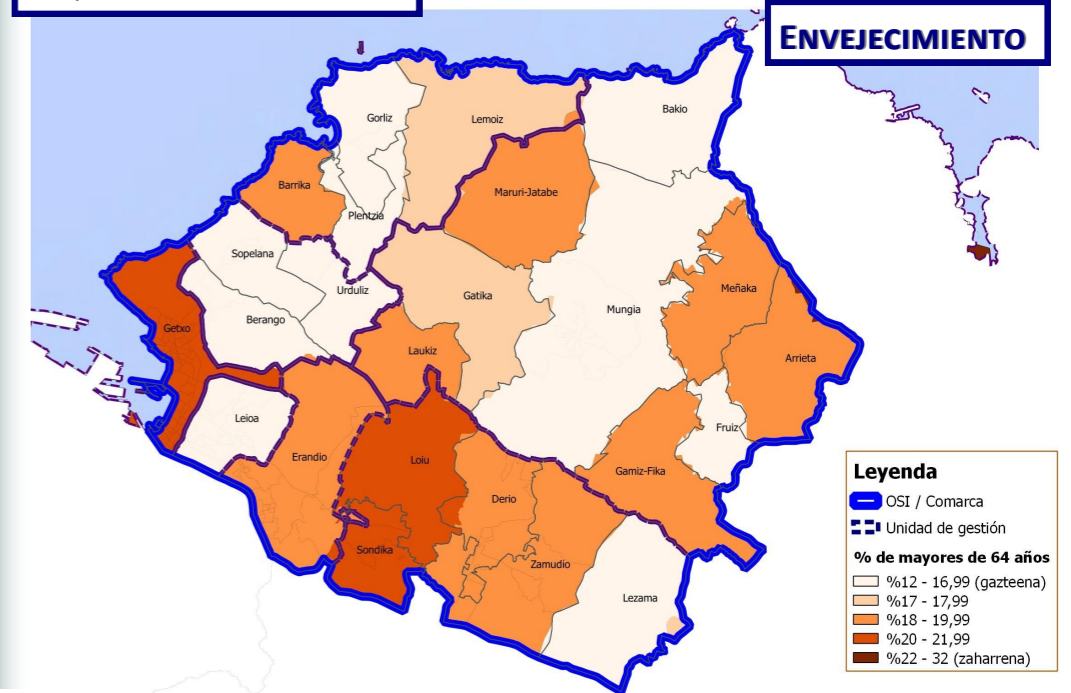 ENVEJECIMIENTO
Bakio
Gorliz
Lemoiz
Barrika
Maruri-Jatabe
Plentzia
Sopelana
Urduliz
Gatika
Meñaka
Berango
Mungia
Getxo
Laukiz
Arrieta
Leioa
Fruiz
Erandio
Loiu
Gamiz-Fika
Derio
Sondika
Zamudio
Lezama
Leyenda
OSI / Comarca
Unidad de gestión
% de mayores de 64 años
%12 - 16,99 (gazteena)
%17 - 17,99
%18 - 19,99
%20 - 21,99
%22 - 32 (zaharrena)